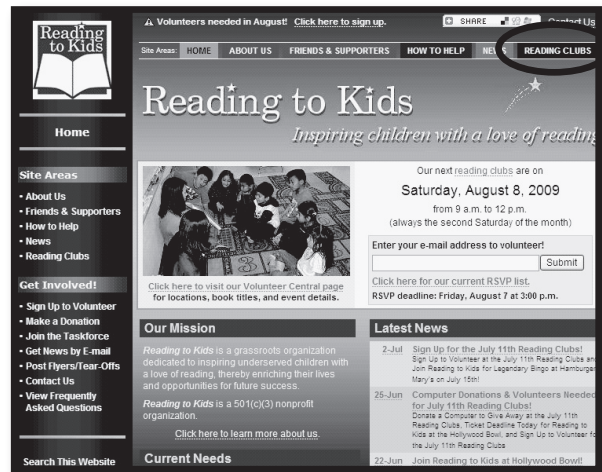 Reading
to Kids
Home
Site Areas
• About Us
• Friends & Supporters
• How to Help
• News
• Reading Clubs
Get Involved!
• Sign Up to Volunteer
• Make a Donation
• Join the Taskforce
• Get News by E-mail
• Post Flyers/Tear-Offs
• Contact Us
• View Frequently
Asked Questions
Search This Website
Volunteers needed in August! Click here to sign up.
SHARE
Contact Us
Site Areas: HOME ABOUT US FRIENDS & SUPPORTERS HOW TO HELP NEWS READING CLUBS
Reading to Kids
Inspiring children with a love of reading
Click here to visit our Volunteer Central page
for locations, book titles, and event details.
Our next reading clubs are on
Saturday, August 8, 2009
from 9 a.m. to 12 p.m.
(always the second Saturday of the month)
Enter your e-mail address to volunteer!
Submit
Click here for our current RSVP list.
RSVP deadline: Friday, August 7 at 3:00 p.m.
Our Mission
Reading to Kids is a grassroots organization
dedicated to inspiring underserved children with
a love of reading, thereby enriching their lives
and opportunities for future success.
Reading to Kids is a 501(c)(3) nonprofit
organization.
Click here to learn more about us.
Current Needs
Latest News
2-Jul Sign Up for the July 11th Reading Clubs!
Sign Up to Volunteer at the July 11th Reading Clubs and
Join Reading to Kids for Legendary Bingo at Hamburger
Mary's on July 15th!
25-Jun Computer Donations & Volunteers Needed
for July 11th Reading Clubs!
Donate a Computer to Give Away at the July 11th
Reading Clubs, Ticket Deadline Today for Reading to
Kids at the Hollywood Bowl, and Sign Up to Volunteer for
the July 11th Reading Clubs
22-Jun Join Reading to Kids at Hollywood Bowl!